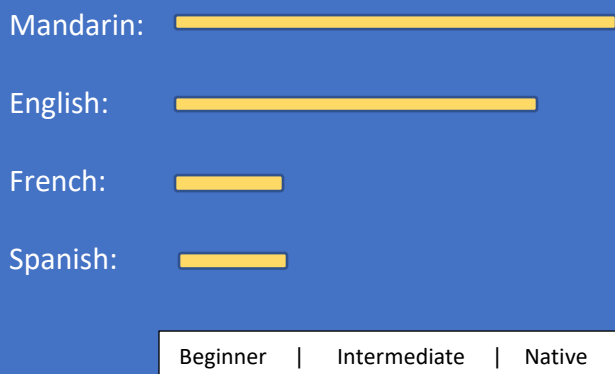 Mandarin:
English:
French:
Spanish:
Beginner | Intermediate | Native